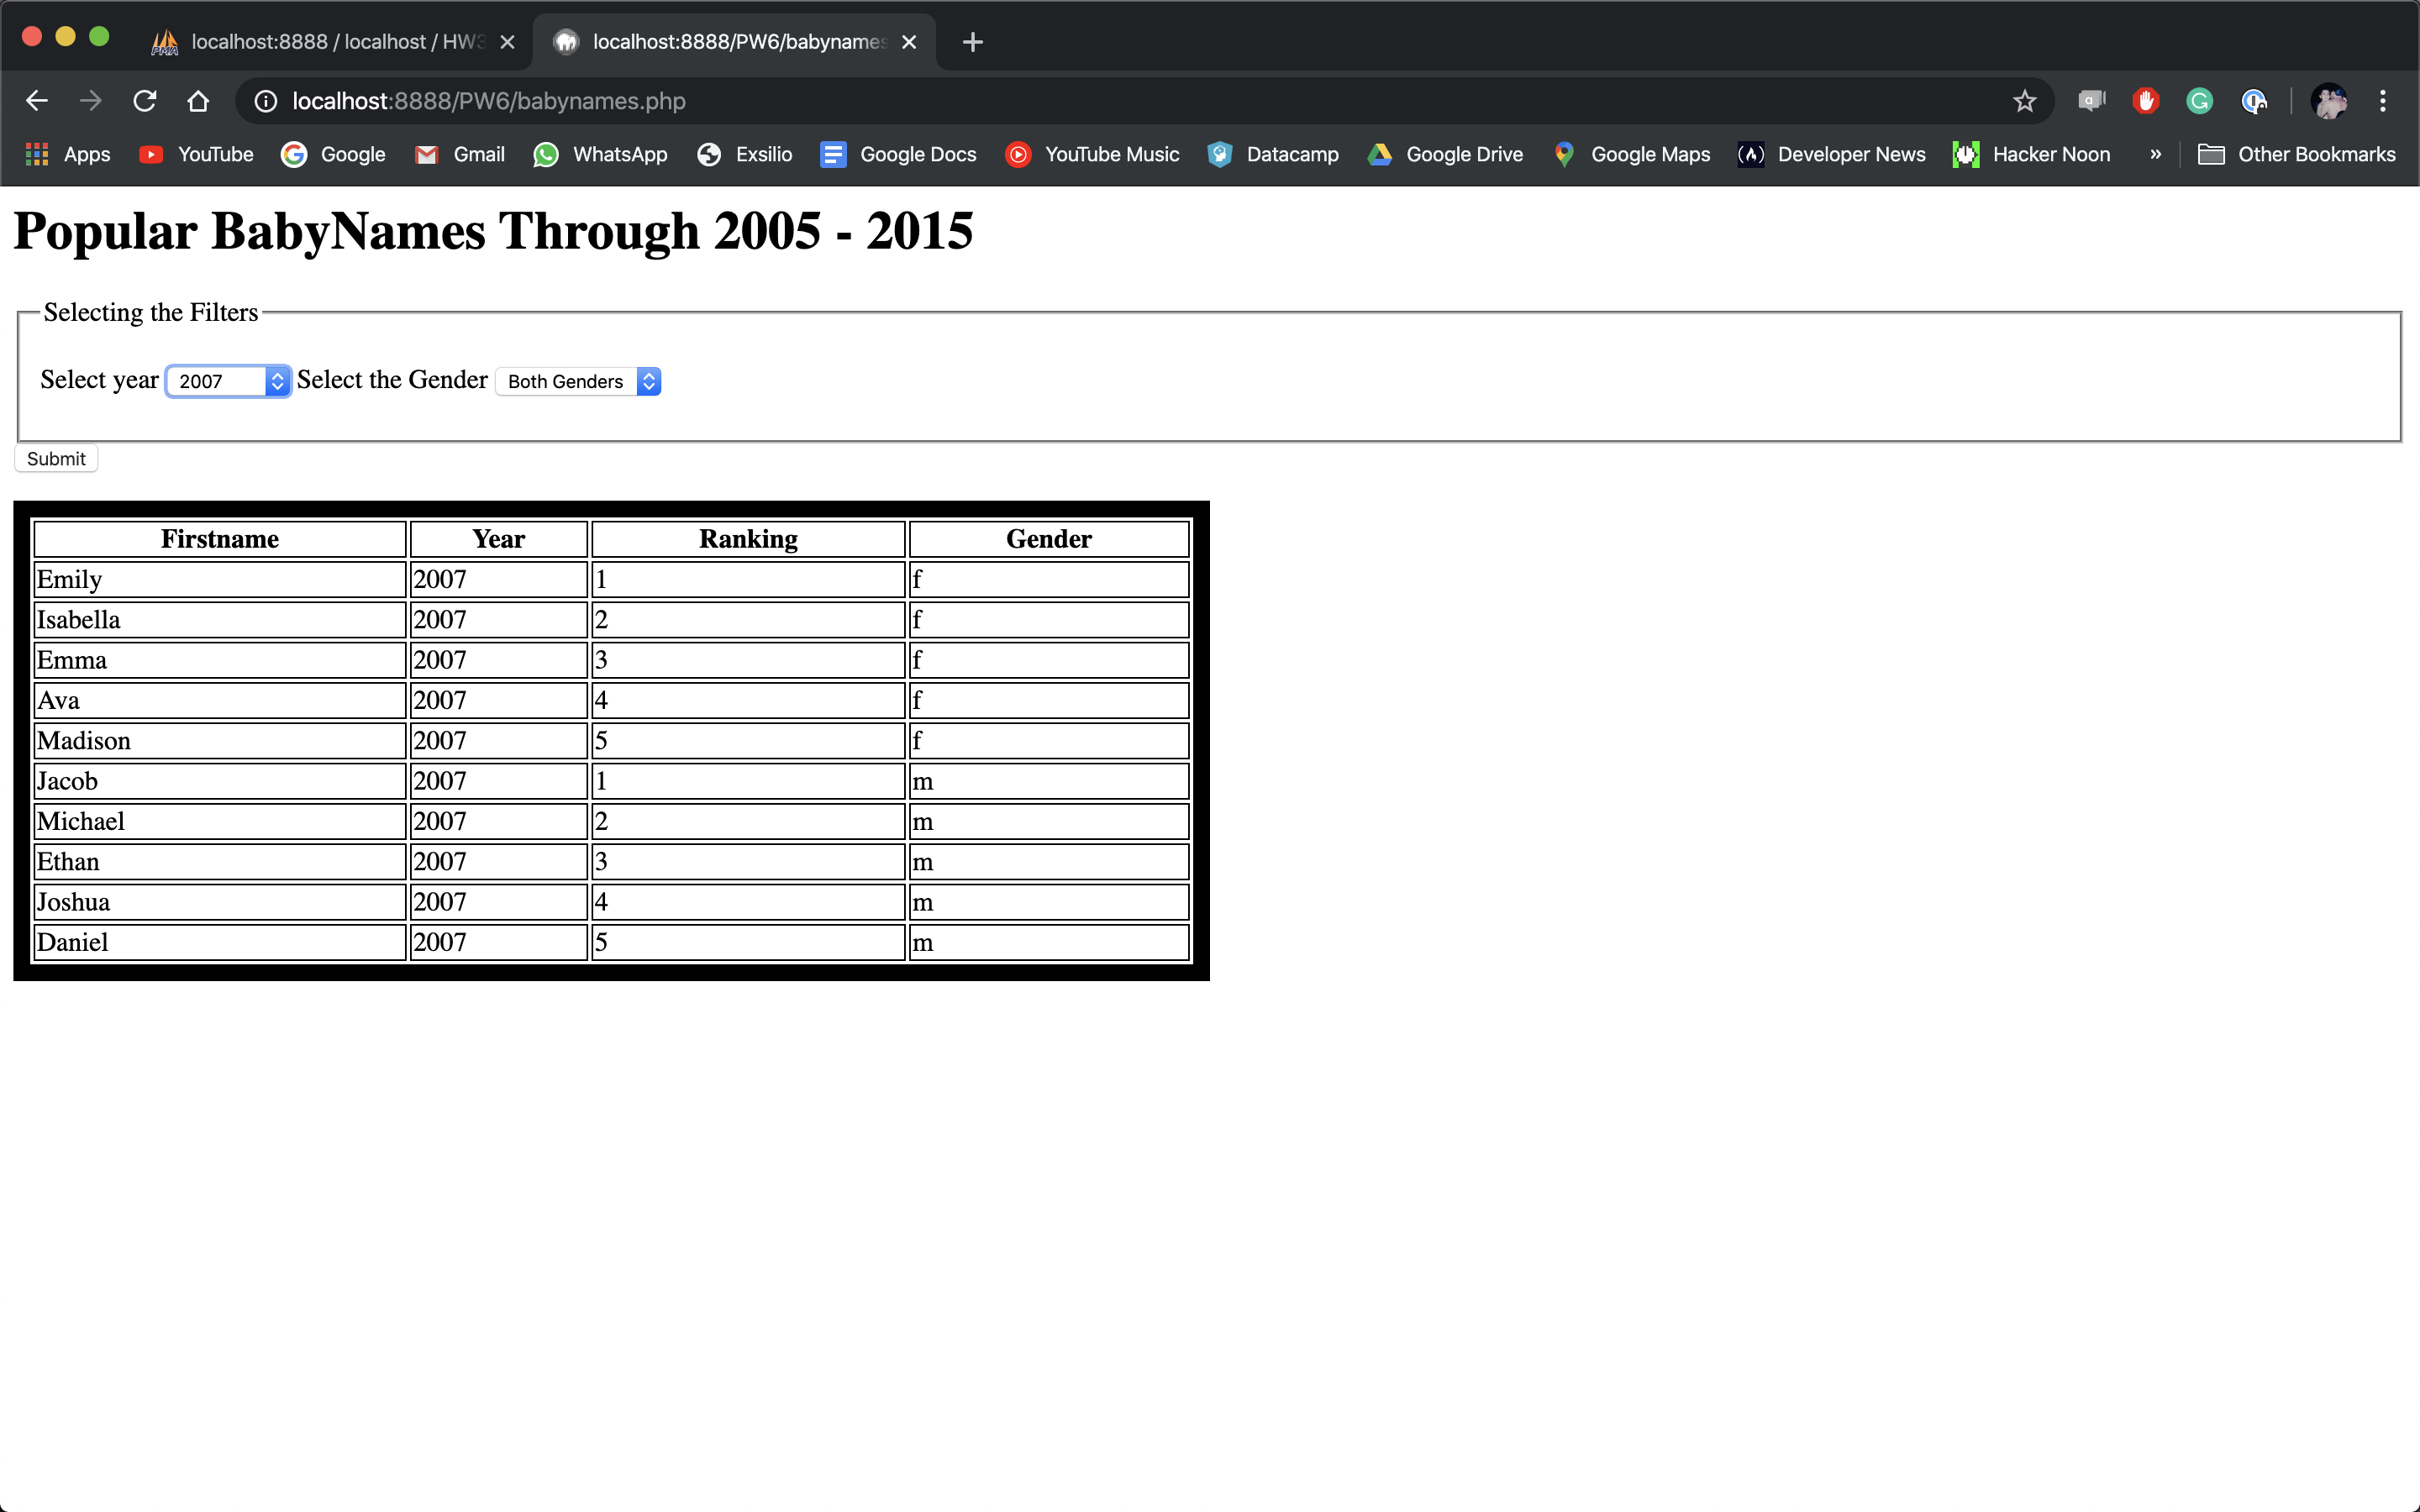 localhost:8888 / localhost / HW3
localhost:8888/PW6/babynames
localhost:8888/PW6/babynames.php
Apps YouTube Google Gmail WhatsApp Exsilio Google Docs YouTube Music Datacamp Google Drive Google Maps Developer News Hacker Noon » Other Bookmarks
Popular BabyNames Through 2005 - 2015
Selecting the Filters
Select year 2007 Select the Gender Both Genders
Submit
Firstname Year Ranking Gender
Emily 2007 1 f
Isabella 2007 2 f
Emma 2007 3 f
Ava 2007 4 f
Madison 2007 5 f
Jacob 2007 1 m
Michael 2007 2 m
Ethan 2007 3 m
Joshua 2007 4 m
Daniel 2007 5 m